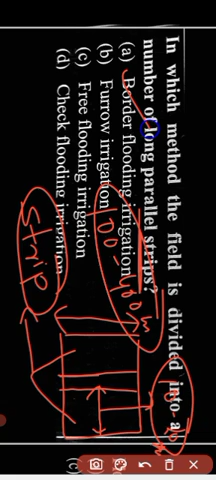 In which method the field is divided into a
number of long parallel strips?
(a) Border flooding irrigation
(b) Furrow irrigation
(c) Free flooding irrigation
(d) Check flooding irrigation
Strip